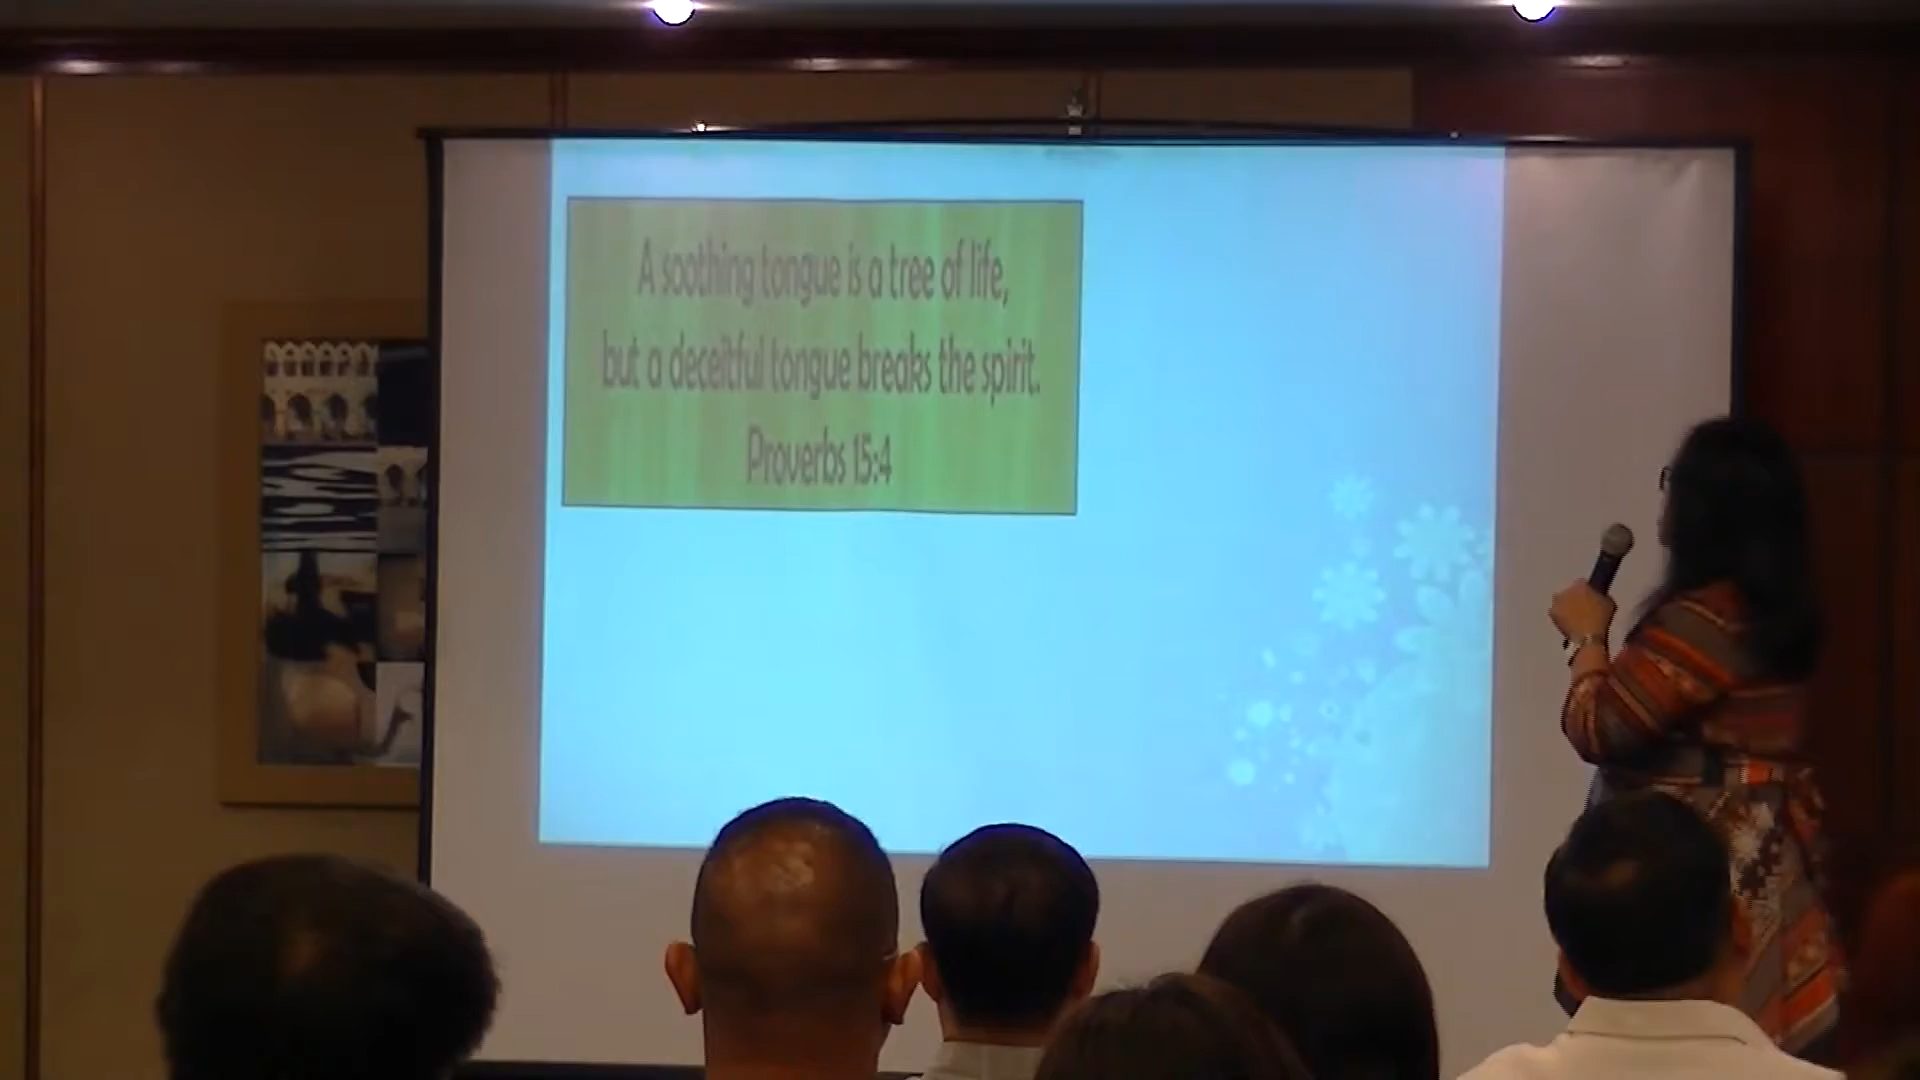 A soothing tongue is a tree of life,
but a deceitful tongue breaks the spirit.
Proverbs 15:4